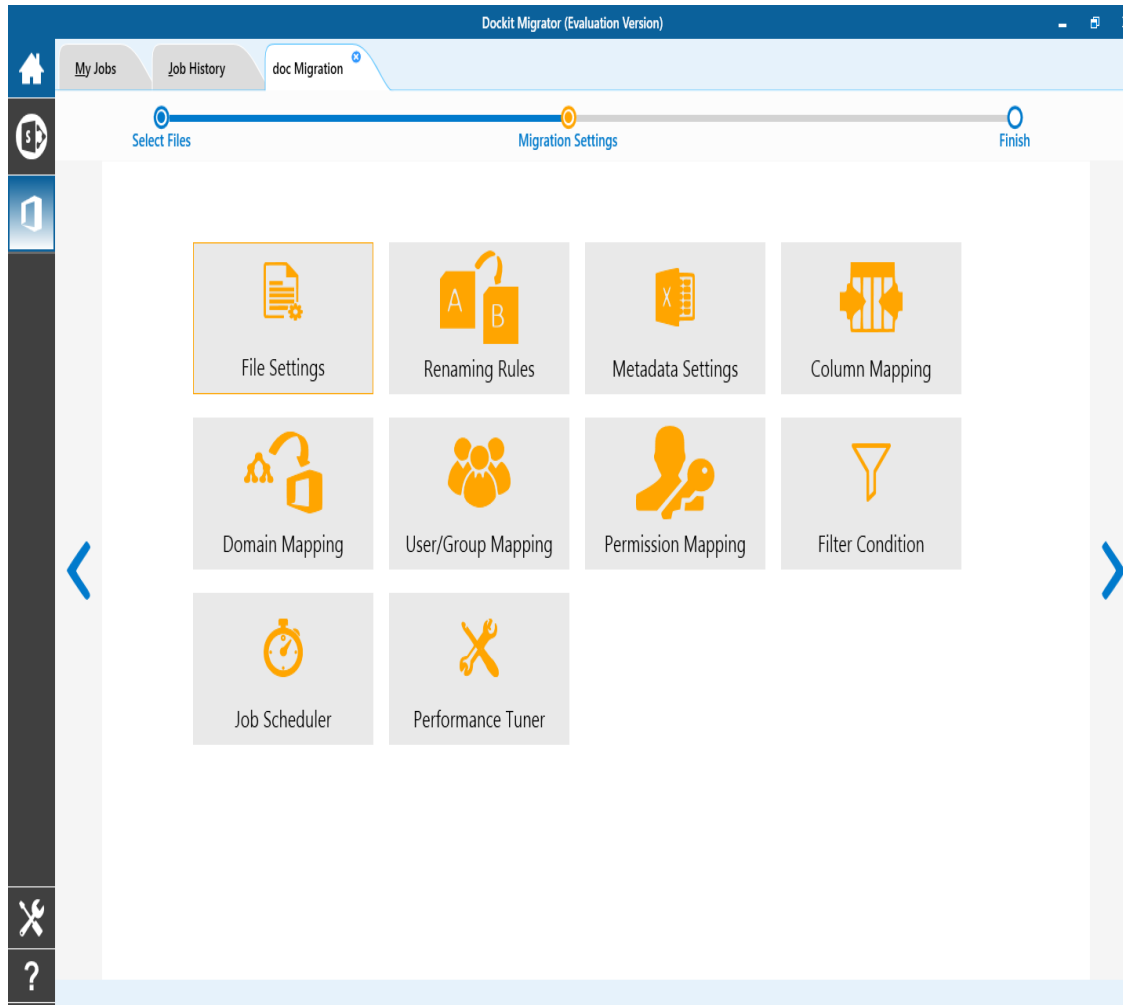 Dockit Migrator (Evaluation Version)
My Jobs
Job History
doc Migration
Select Files
Migration Settings
Finish
S
A
B
X
File Settings
Renaming Rules
Metadata Settings
Column Mapping
Domain Mapping
User/Group Mapping
Permission Mapping
Filter Condition
Job Scheduler
Performance Tuner
?